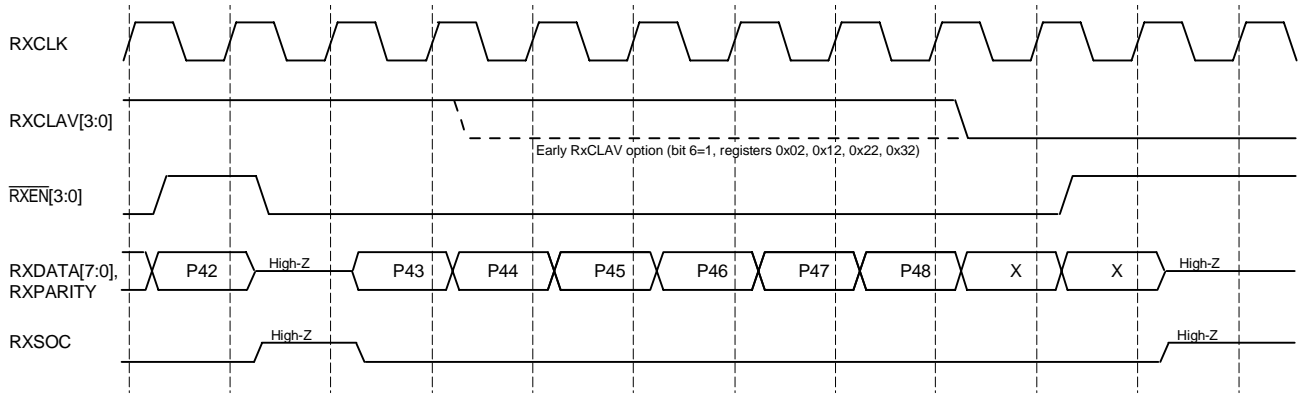 RXCLK
RXCLAV[3:0]
Early RxCLAV option (bit 6=1, registers 0x02, 0x12, 0x22, 0x32)
RXEN[3:0]
RXDATA[7:0],
RXPARITY
P42
High-Z
P43
P44
P45
P46
P47
P48
X
X
High-Z
RXSOC
High-Z
High-Z